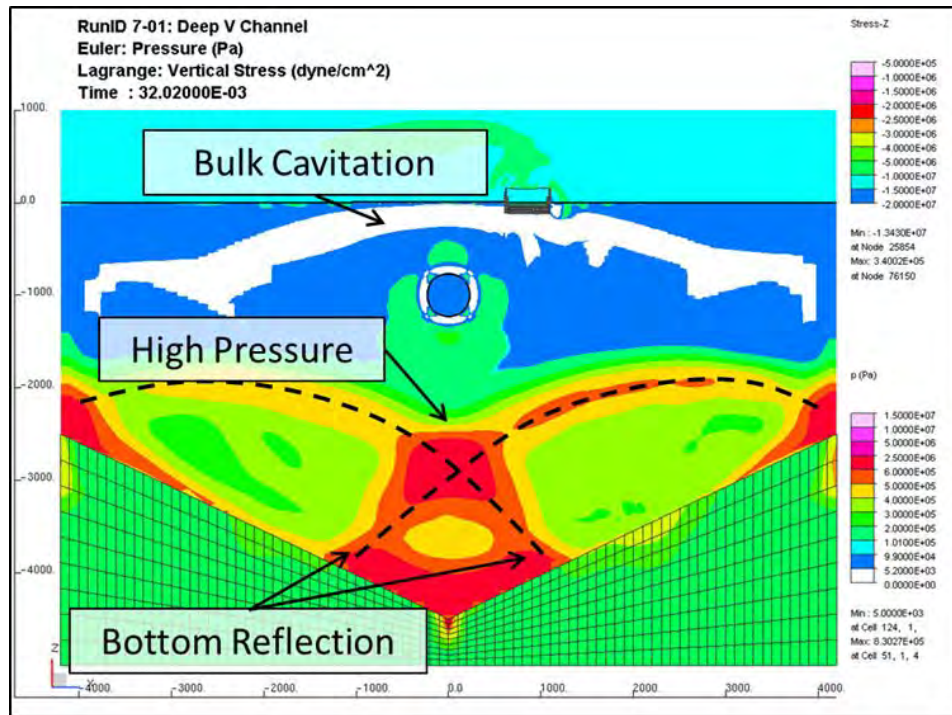 RunID 7-01: Deep V Channel
Euler: Pressure (Pa)
Lagrange: Vertical Stress (dyne/cm^2)
Time : 32.02000E-03
Stress-Z
-5.0000E+05
-1.0000E+06
-1.5000E+06
-2.0000E+06
-2.5000E+06
-4.0000E+06
-5.0000E+06
-6.0000E+06
-1.0000E+07
-1.5000E+07
-2.0000E+07
Min : -1.3430E+07
at Node 25854
Max: 3.4002E+05
at Node 76150
1000.
0.0
-1000.
-2000.
-3000.
-4000.
Bulk Cavitation
High Pressure
Bottom Reflection
p (Pa)
1.5000E+07
1.0000E+07
5.0000E+06
2.5000E+06
6.0000E+05
5.0000E+05
4.0000E+05
3.0000E+05
2.0000E+05
1.0100E+05
9.9000E+04
5.2000E+03
0.0000E+00
Min : 5.0000E+03
at Cell 124, 1,
Max: 8.3027E+05
at Cell 51, 1, 4
Z
X
-4000.
-3000.
-2000.
-1000.
0.0
1000.
2000.
3000.
4000.